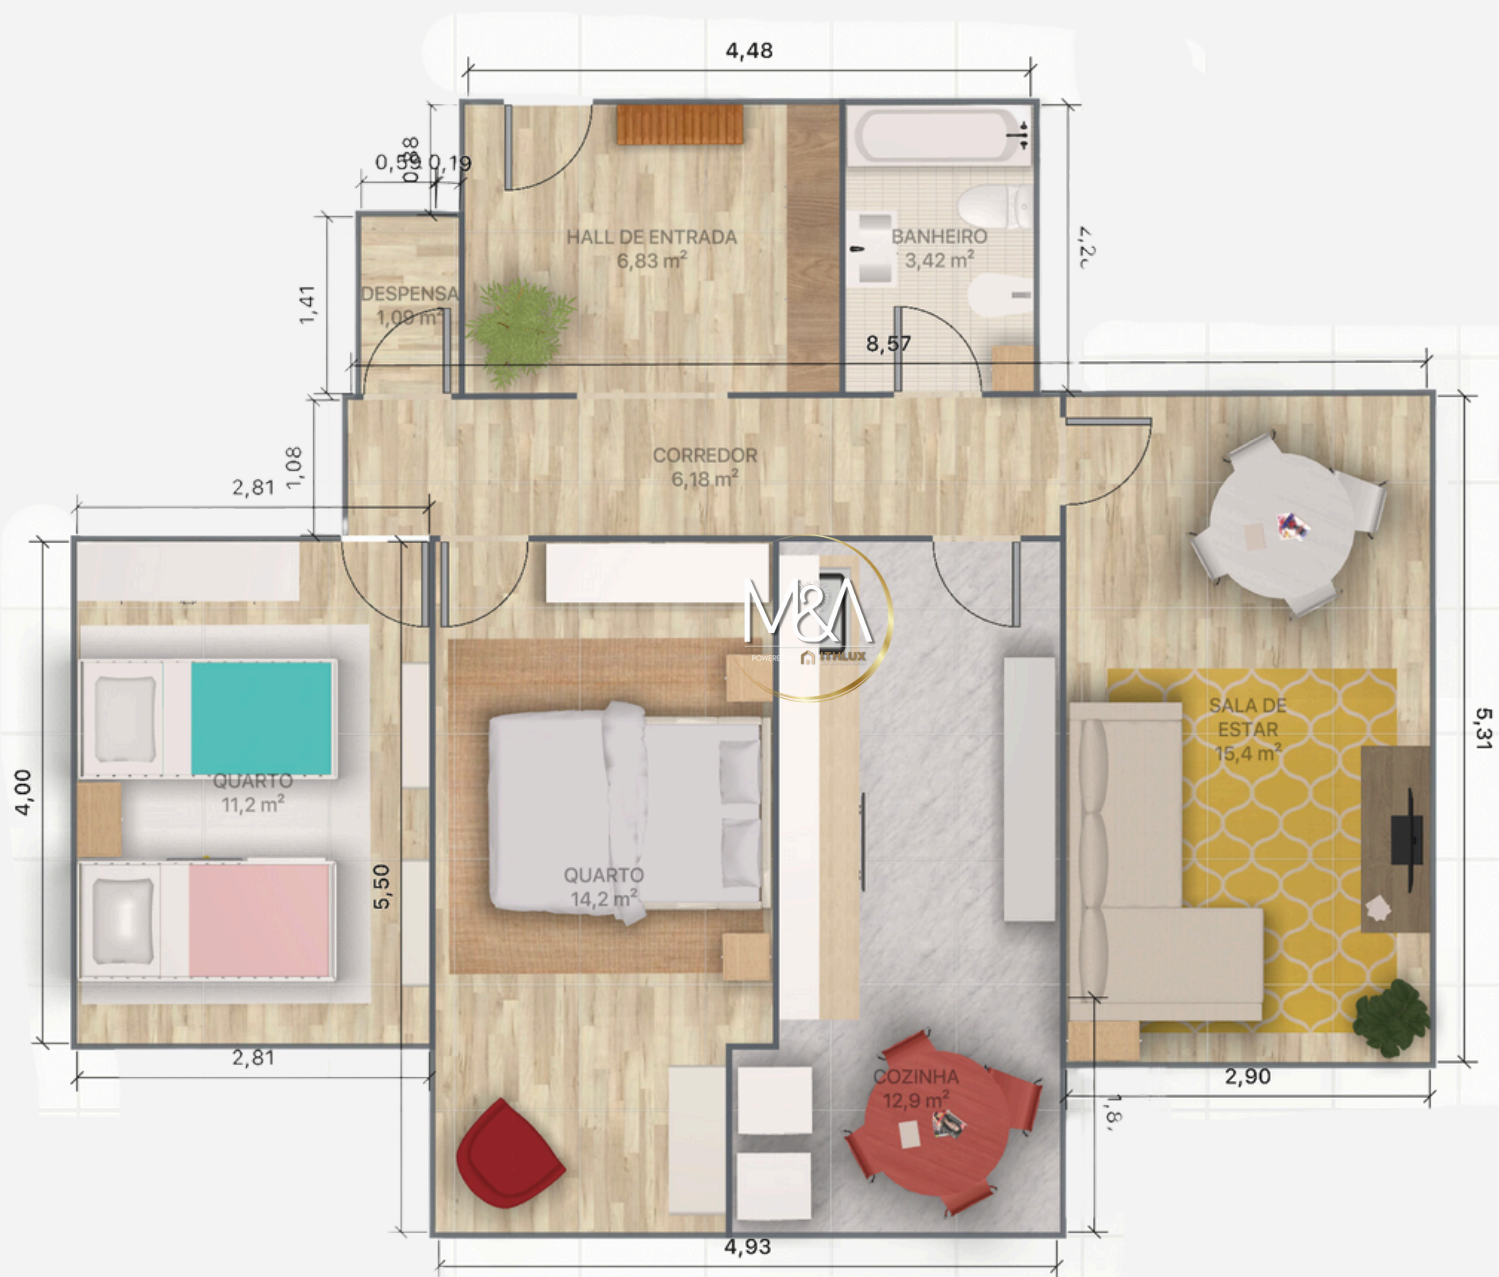 4,48
0,59
0,19
0,88
HALL DE ENTRADA
6,83 m²
BANHEIRO
3,42 m²
DESPENSA
1,09 m²
1,41
8,57
CORREDOR
6,18 m²
1,08
2,81
M&A
POWERE
ITHLUX
SALA DE
ESTAR
15,4 m²
5,31
QUARTO
11,2 m²
4,00
5,50
QUARTO
14,2 m²
2,81
COZINHA
12,9 m²
2,90
4,93